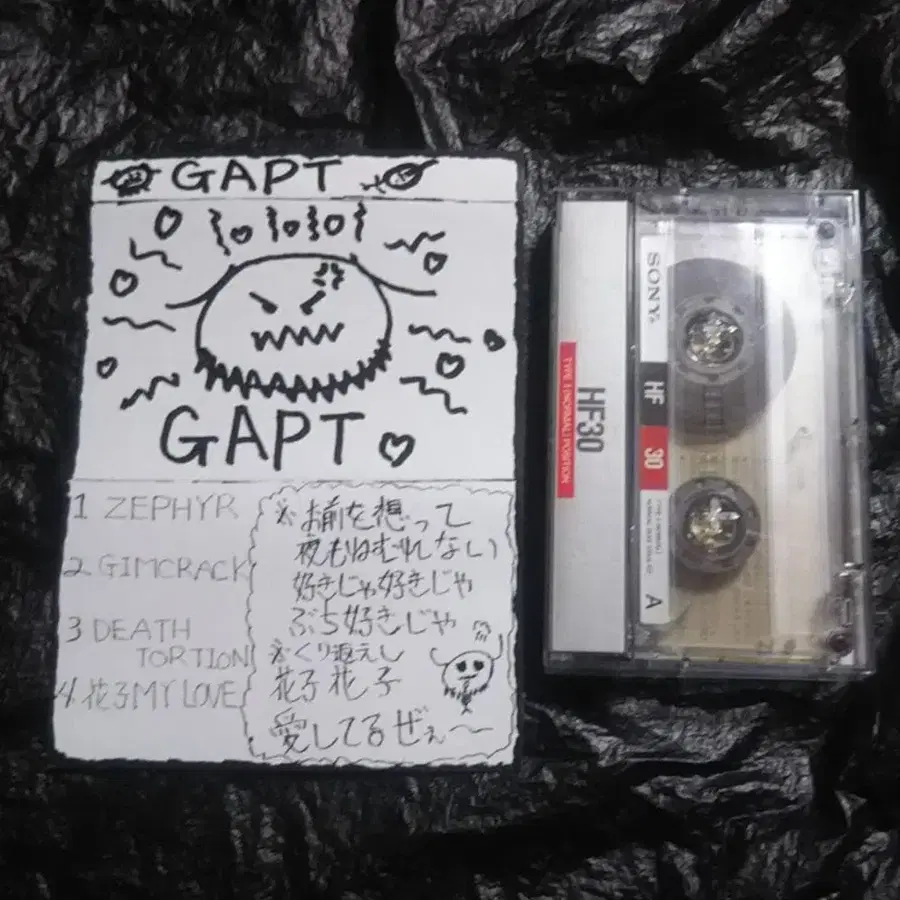 GAPT
GAPT
1 ZEPHYR
2 GIMCRACK
3 DEATH
TORTION
4 花子MY LOVE
※お前を想って
夜もねむれない
好きじゃ好きじゃ
ぶち好きじゃ
※くり返えし
花子花子
愛してるぜぇ〜
HF30
TYPE I (NORMAL) POSITION
SONY
HF
30
A